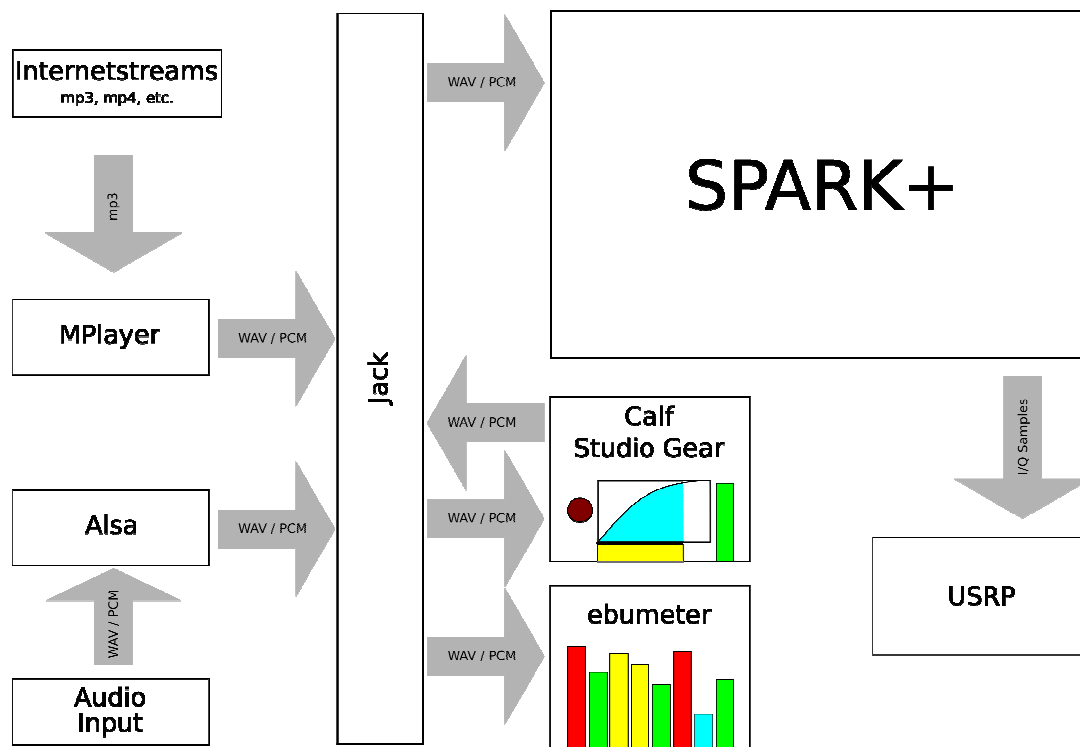 Internetstreams
mp3, mp4, etc.
mp3
MPlayer
WAV / PCM
Alsa
WAV / PCM
WAV / PCM
Audio
Input
Jack
WAV / PCM
SPARK+
WAV / PCM
Calf
Studio Gear
WAV / PCM
ebumeter
WAV / PCM
I/Q Samples
USRP